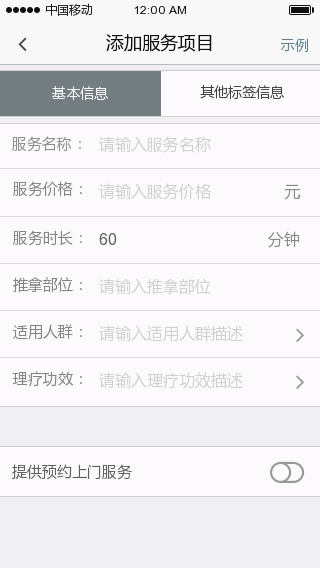 中国移动 12:00 AM
添加服务项目 示例
基本信息 其他标签信息
服务名称： 请输入服务名称
服务价格： 请输入服务价格 元
服务时长： 60 分钟
推拿部位： 请输入推拿部位
适用人群： 请输入适用人群描述
理疗功效： 请输入理疗功效描述
提供预约上门服务